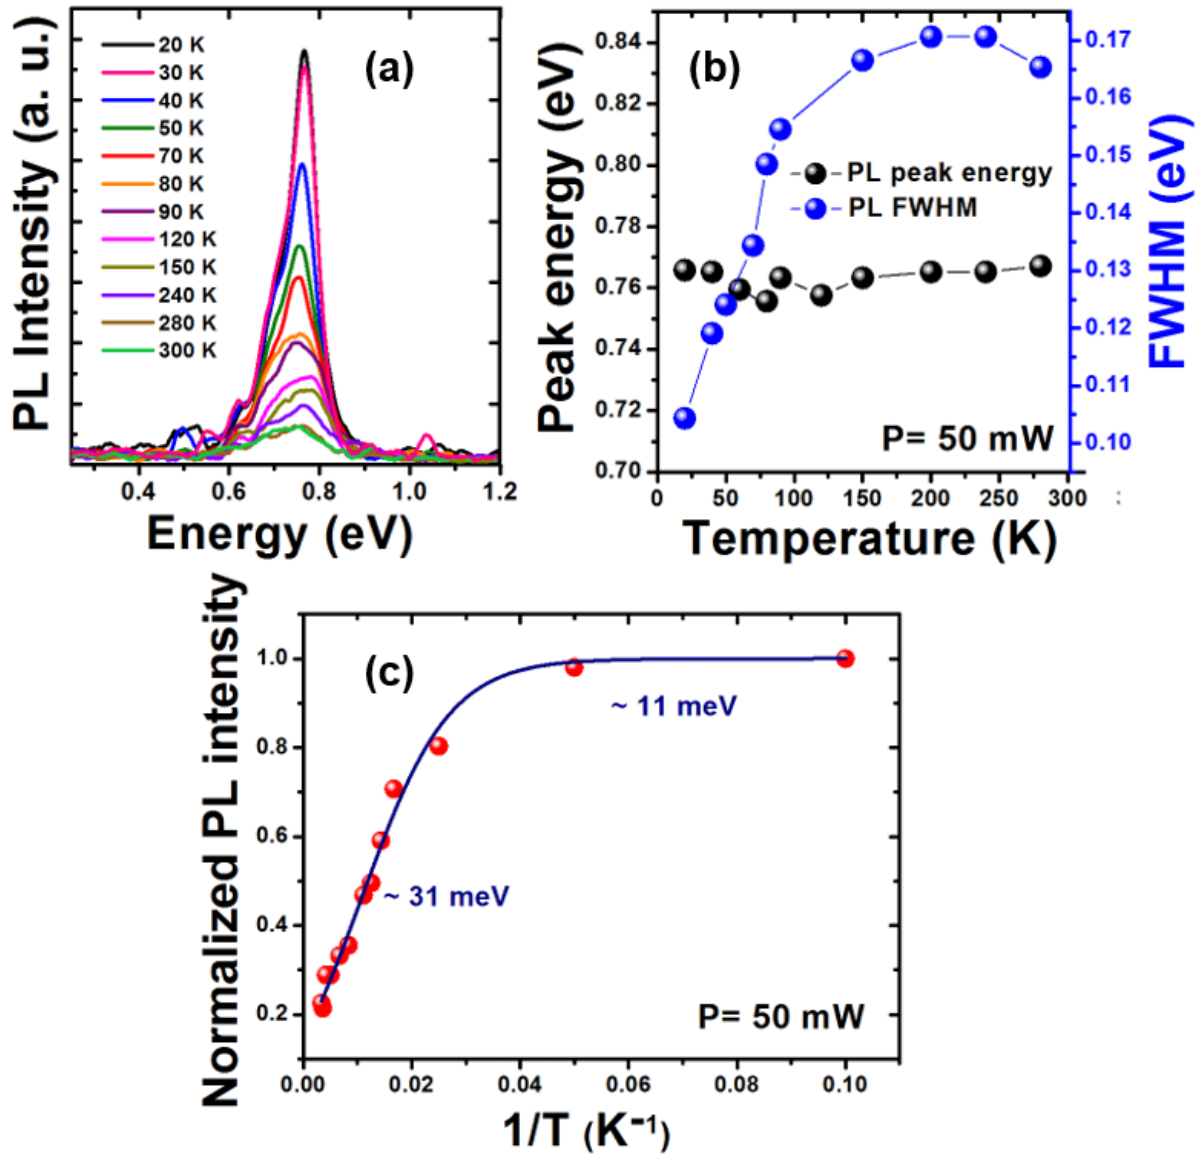 PL Intensity (a. u.)
20 K
30 K
40 K
50 K
70 K
80 K
90 K
120 K
150 K
240 K
280 K
300 K
(a)
0.4 0.6 0.8 1.0 1.2
Energy (eV)
Peak energy (eV)
0.84
0.82
0.80
0.78
0.76
0.74
0.72
0.70
(b)
PL peak energy
PL FWHM
P= 50 mW
0.17
0.16
0.15
0.14
0.13
0.12
0.11
0.10
FWHM (eV)
0 50 100 150 200 250 300
Temperature (K)
Normalized PL intensity
1.0
0.8
0.6
0.4
0.2
(c)
~ 11 meV
~ 31 meV
P= 50 mW
0.00 0.02 0.04 0.06 0.08 0.10
1/T (K⁻¹)